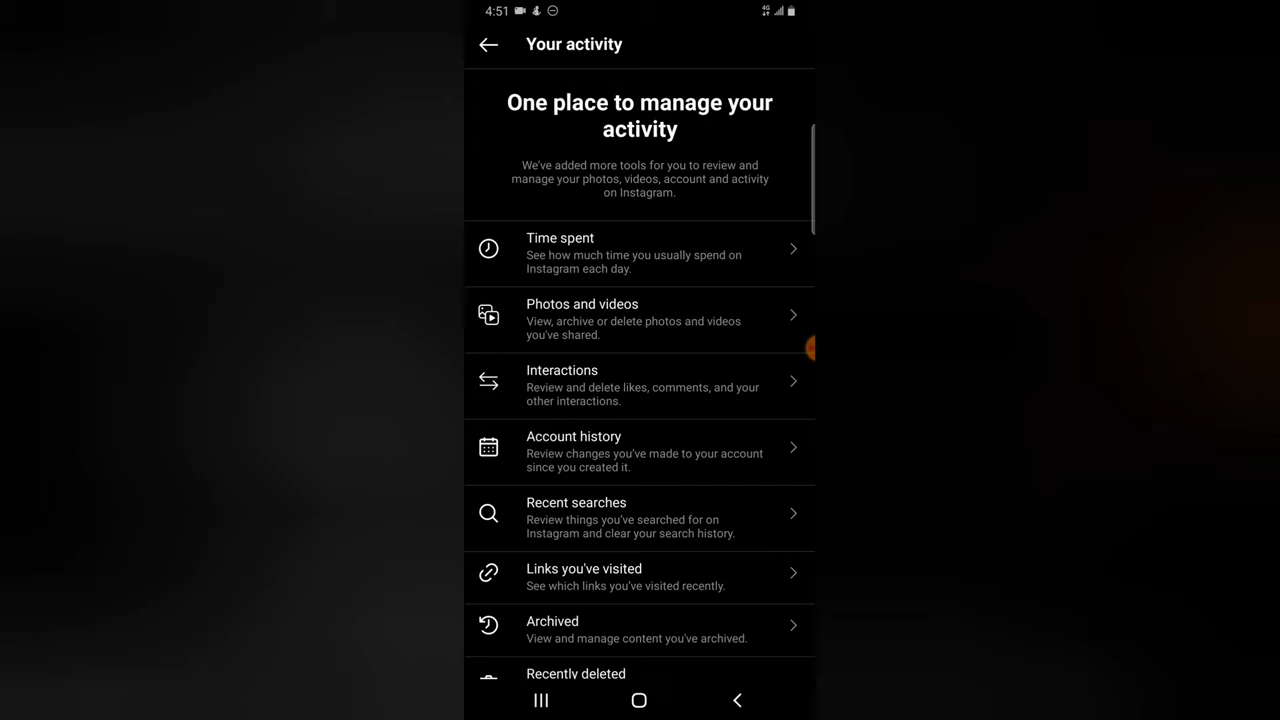 4:51
4G
Your activity
One place to manage your
activity
We've added more tools for you to review and
manage your photos, videos, account and activity
on Instagram.
Time spent
See how much time you usually spend on
Instagram each day.
Photos and videos
View, archive or delete photos and videos
you've shared.
Interactions
Review and delete likes, comments, and your
other interactions.
Account history
Review changes you've made to your account
since you created it.
Recent searches
Review things you've searched for on
Instagram and clear your search history.
Links you've visited
See which links you've visited recently.
Archived
View and manage content you've archived.
Recently deleted